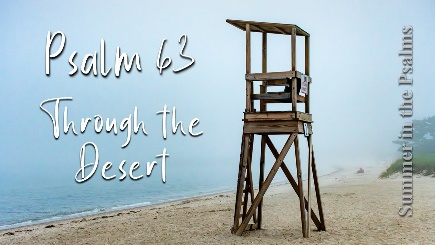 Psalm 63
Through the
Desert
Summer in the Psalms